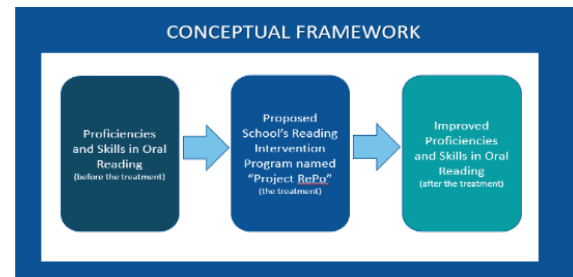 CONCEPTUAL FRAMEWORK
Proficiencies
and Skills in Oral
Reading
(before the treatment)
Proposed
School's Reading
Intervention
Program named
"Project RePo"
(the treatment)
Improved
Proficiencies
and Skills in Oral
Reading
(after the treatment)